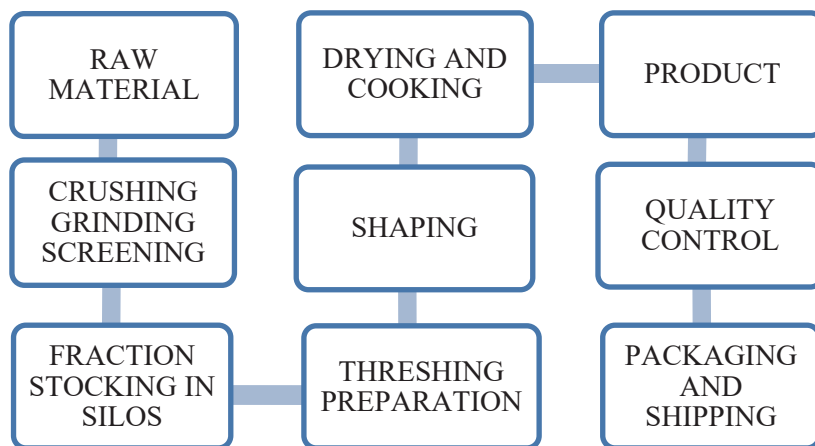 RAW
MATERIAL
CRUSHING
GRINDING
SCREENING
FRACTION
STOCKING IN
SILOS
THRESHING
PREPARATION
SHAPING
DRYING AND
COOKING
PRODUCT
QUALITY
CONTROL
PACKAGING
AND
SHIPPING